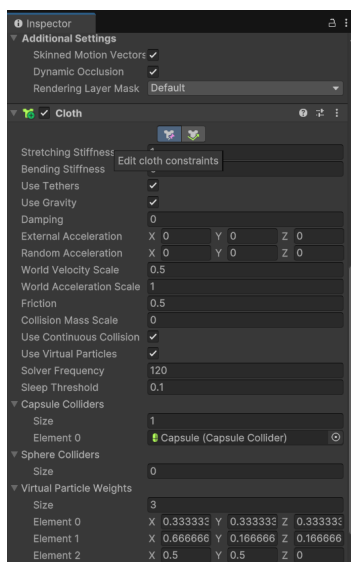 Inspector
Additional Settings
Skinned Motion Vectors
Dynamic Occlusion
Rendering Layer Mask Default
Cloth
Stretching Stiffness
Edit cloth constraints
Bending Stiffness
Use Tethers
Use Gravity
Damping 0
External Acceleration X 0 Y 0 Z 0
Random Acceleration X 0 Y 0 Z 0
World Velocity Scale 0.5
World Acceleration Scale 1
Friction 0.5
Collision Mass Scale 0
Use Continuous Collision
Use Virtual Particles
Solver Frequency 120
Sleep Threshold 0.1
Capsule Colliders
Size 1
Element 0 Capsule (Capsule Collider)
Sphere Colliders
Size 0
Virtual Particle Weights
Size 3
Element 0 X 0.333333 Y 0.333333 Z 0.333333
Element 1 X 0.666666 Y 0.166666 Z 0.166666
Element 2 X 0.5 Y 0.5 Z 0